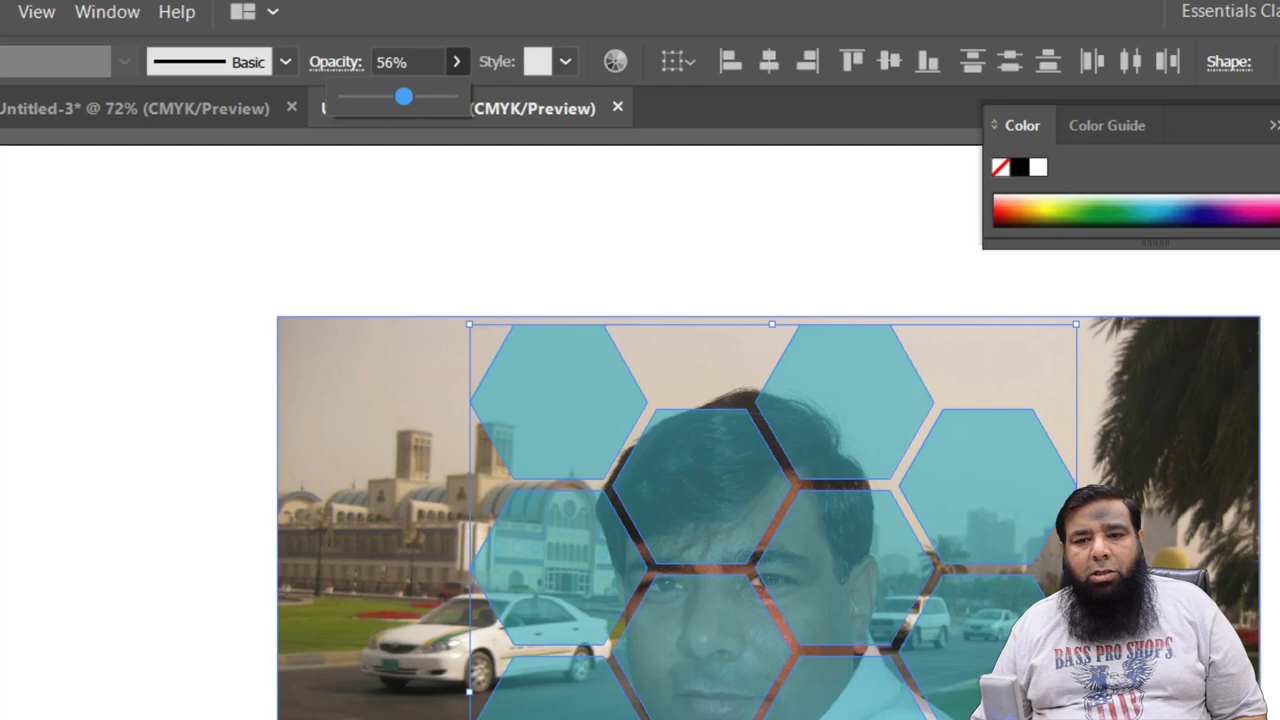 View Window Help Essentials Cla
Basic Opacity: 56% Style: Shape:
Untitled-3* @ 72% (CMYK/Preview) × U (CMYK/Preview) ×
Color Color Guide
BASS PRO SHOPS